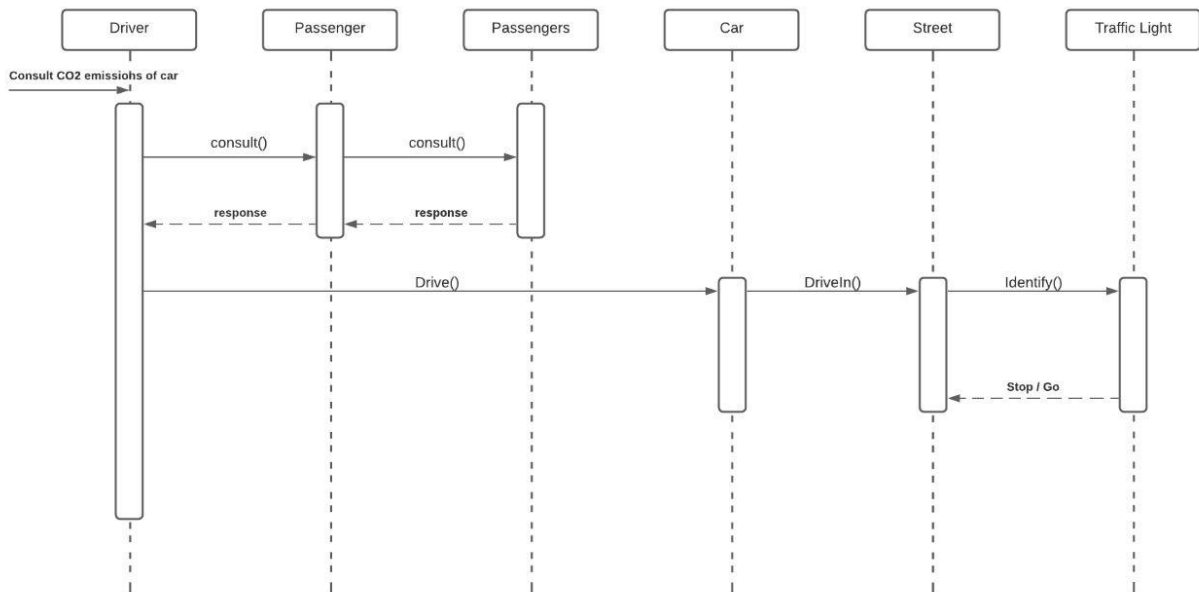 Driver
Passenger
Passengers
Car
Street
Traffic Light
Consult CO2 emissions of car
consult()
consult()
response
response
Drive()
DriveIn()
Identify()
Stop / Go